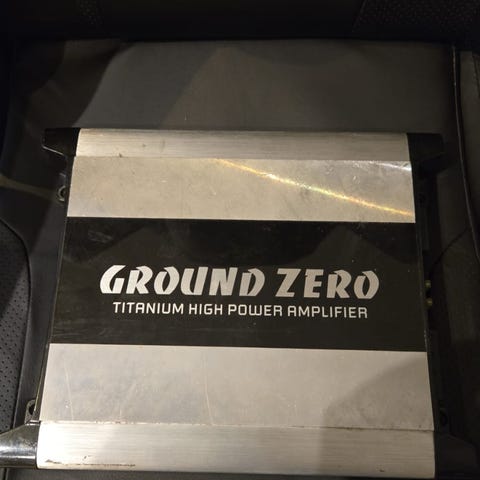 GROUND ZERO
TITANIUM HIGH POWER AMPLIFIER